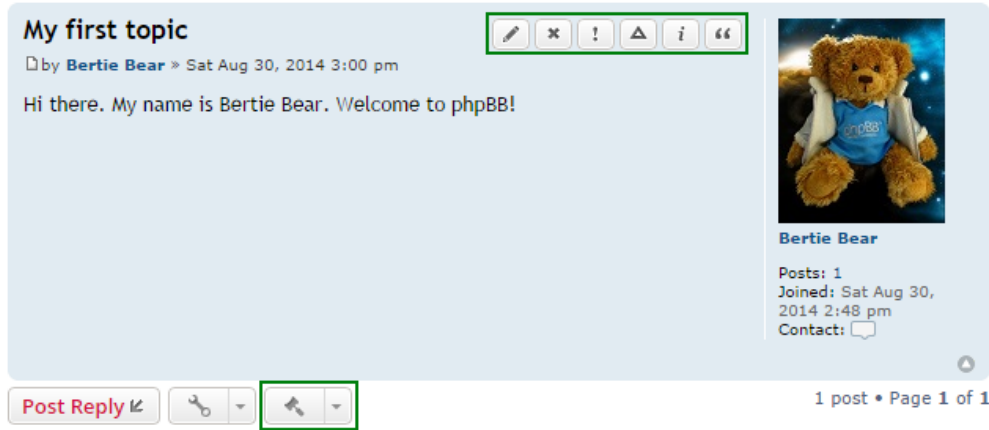 My first topic
by Bertie Bear » Sat Aug 30, 2014 3:00 pm
Hi there. My name is Bertie Bear. Welcome to phpBB!
phpBB
Bertie Bear
Posts: 1
Joined: Sat Aug 30,
2014 2:48 pm
Contact:
Post Reply
1 post • Page 1 of 1